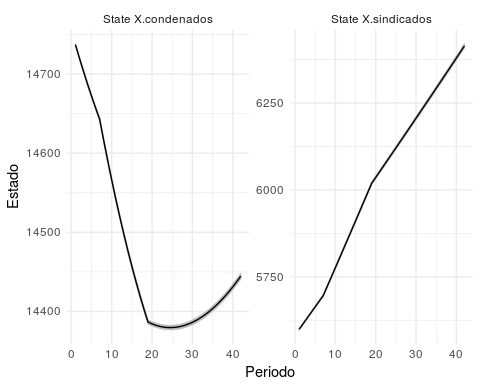 State X.condenados
State X.sindicados
Estado
14700
14600
14500
14400
6250
6000
5750
0 10 20 30 40
0 10 20 30 40
Periodo